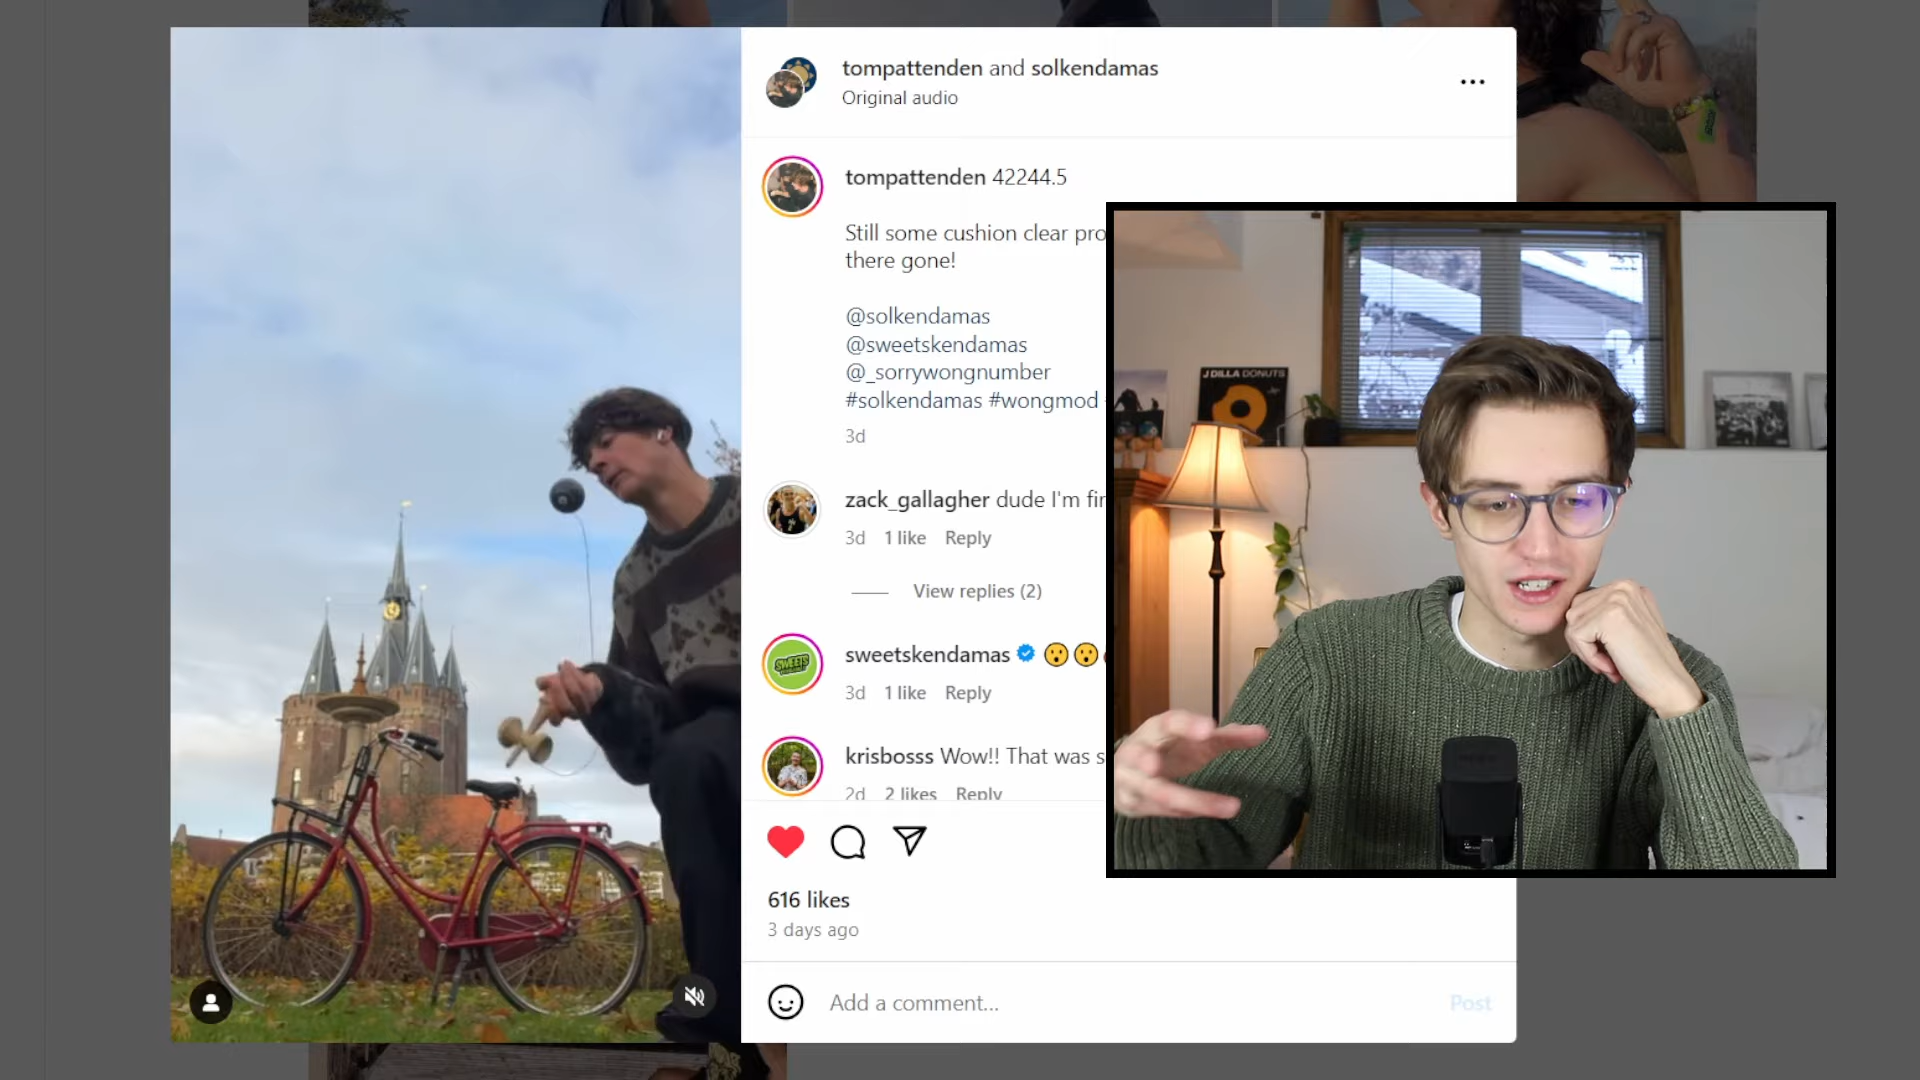 tompattenden and solkendamas
Original audio
tompattenden 42244.5
Still some cushion clear pro
there gone!
@solkendamas
@sweetskendamas
@_sorrywongnumber
#solkendamas #wongmod
3d
zack_gallagher dude I'm fir
3d 1 like Reply
View replies (2)
sweetskendamas 😮😮
3d 1 like Reply
krisbosss Wow!! That was s
2d 2 likes Reply
616 likes
3 days ago
Add a comment...
Post
J DILLA DONUTS
SWEETS